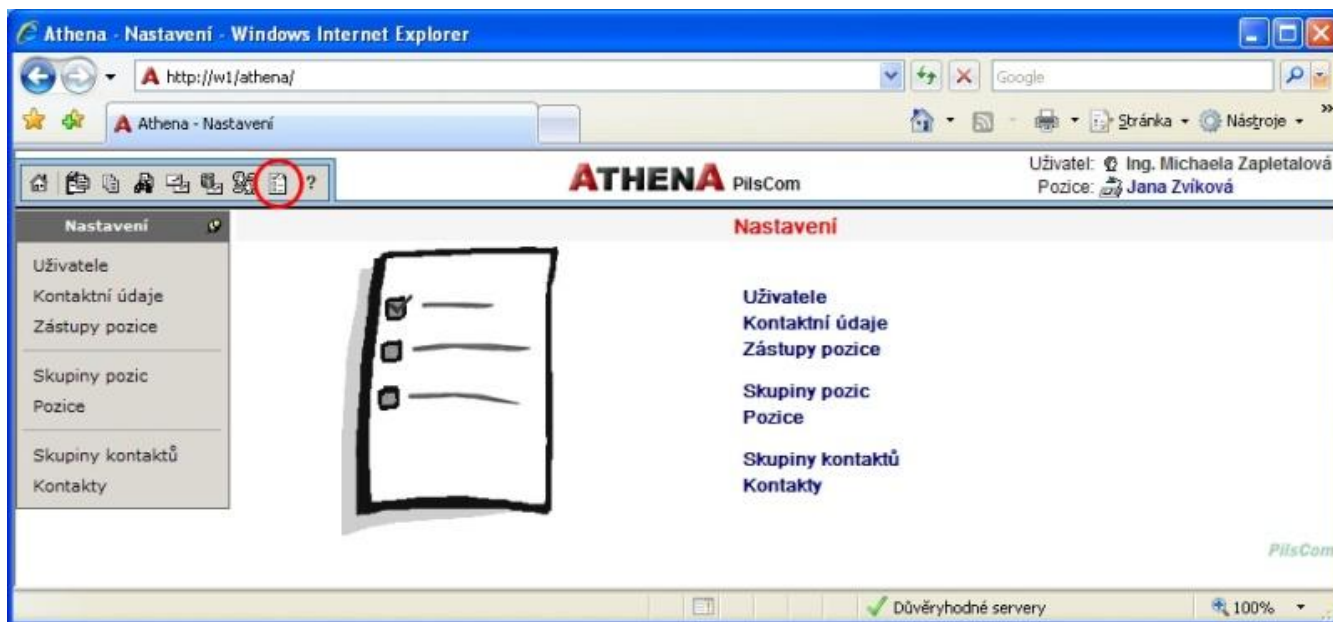 Athena - Nastavení - Windows Internet Explorer
http://w1/athena/
Google
Athena - Nastavení
Stránka
Nástroje
»
?
ATHENA PilsCom
Uživatel: Ing. Michaela Zapletalová
Pozice: Jana Zvíková
Nastavení
Uživatele
Kontaktní údaje
Zástupy pozice
Skupiny pozic
Pozice
Skupiny kontaktů
Kontakty
Nastavení
Uživatele
Kontaktní údaje
Zástupy pozice
Skupiny pozic
Pozice
Skupiny kontaktů
Kontakty
PilsCom
Důvěryhodné servery
100%